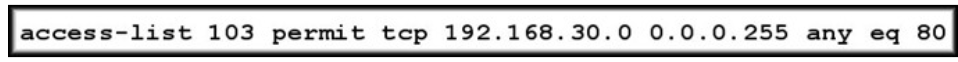 access-list 103 permit tcp 192.168.30.0 0.0.0.255 any eq 80